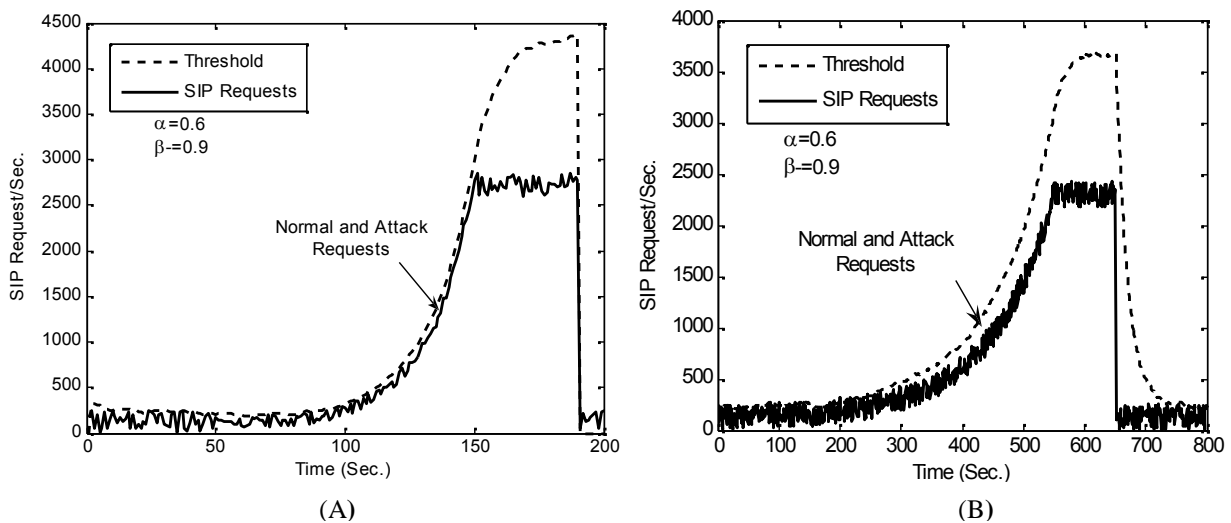 4500
4000
3500
3000
2500
2000
1500
1000
500
0
SIP Request/Sec.
Threshold
SIP Requests
α=0.6
β-=0.9
Normal and Attack
Requests
0
50
100
150
200
Time (Sec.)
(A)
4000
3500
3000
2500
2000
1500
1000
500
0
SIP Request/Sec.
Threshold
SIP Requests
α=0.6
β-=0.9
Normal and Attack
Requests
0
100
200
300
400
500
600
700
800
Time (Sec.)
(B)